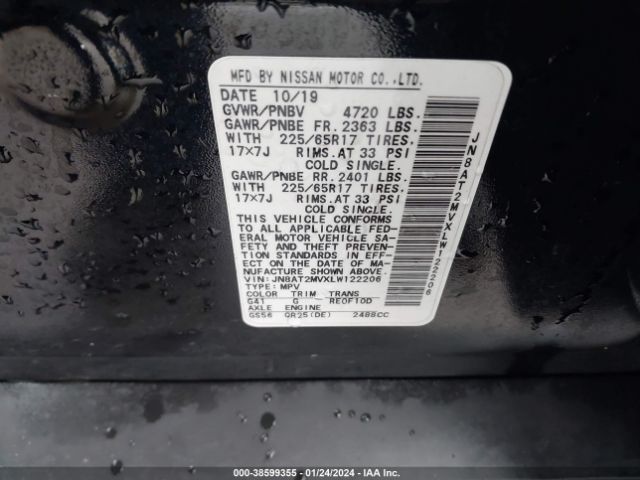 MFD BY NISSAN MOTOR CO.,LTD.
DATE 10/19
GVWR/PNBV 4720 LBS.
GAWR/PNBE FR. 2363 LBS.
WITH 225/65R17 TIRES.
17×7J RIMS.AT 33 PSI
COLD SINGLE.
GAWR/PNBE RR. 2401 LBS.
WITH 225/65R17 TIRES.
17×7J RIMS.AT 33 PSI
COLD SINGLE.
THIS VEHICLE CONFORMS
TO ALL APPLICABLE FED-
ERAL MOTOR VEHICLE SA-
FETY AND THEFT PREVEN-
TION STANDARDS IN EFF-
ECT ON THE DATE OF MA-
NUFACTURE SHOWN ABOVE.
VIN: JN8AT2MVXLW122206
TYPE: MPV
COLOR TRIM TRANS
G41 G RE0F10D
AXLE ENGINE
GS56 QR25(DE) 2488CC
JN8AT2MVXLW122206
000-38599355 | 01/24/2024 | IAA Inc.